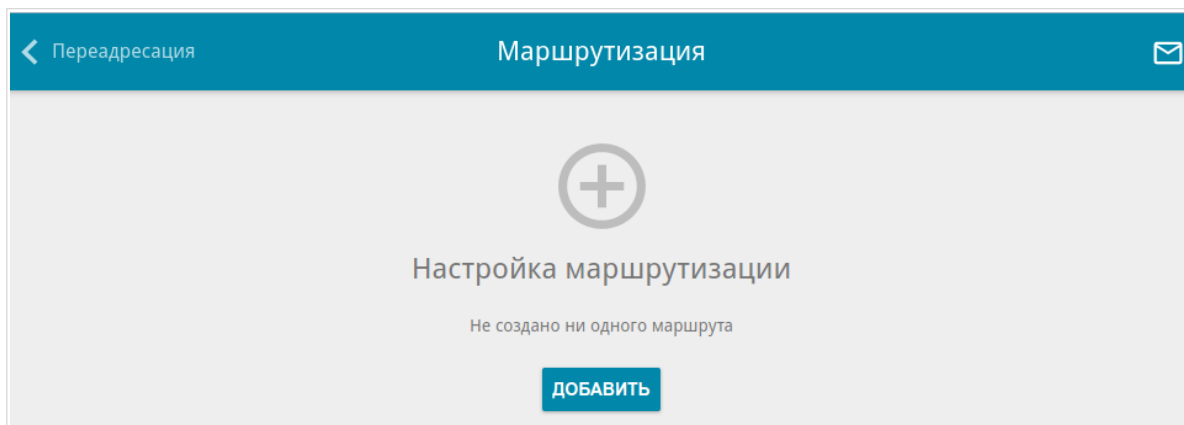 Переадресация
Маршрутизация
Настройка маршрутизации
Не создано ни одного маршрута
ДОБАВИТЬ